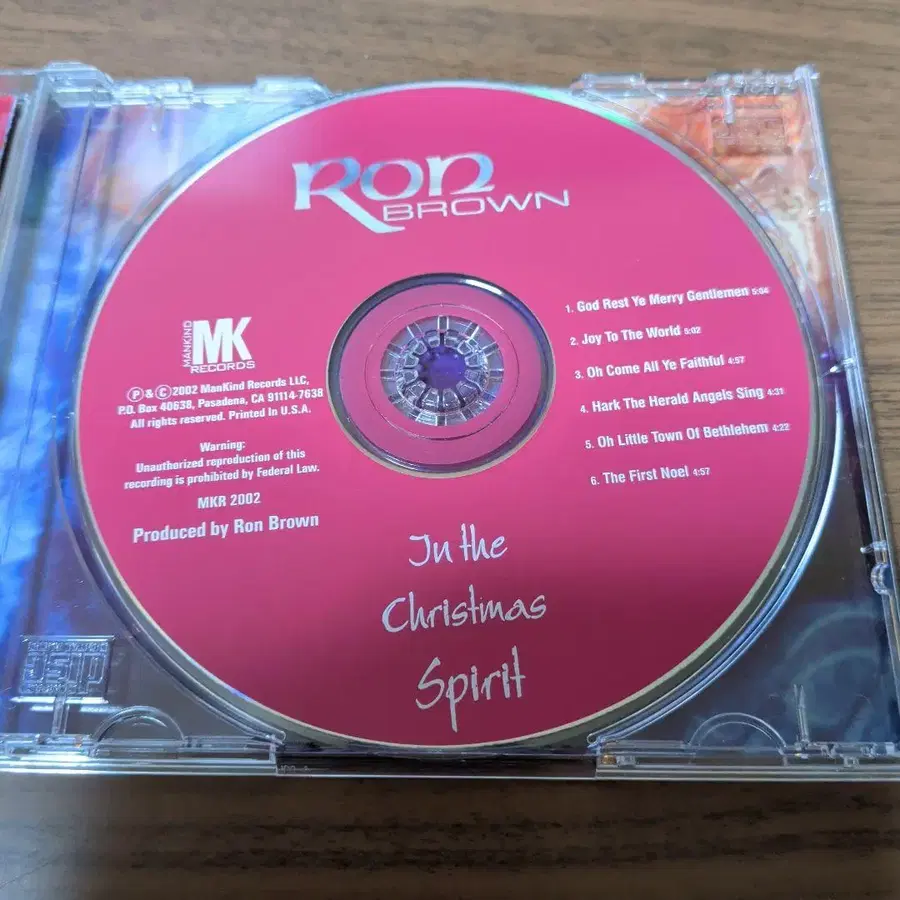 Ron
BROWN
MANKIND
MK
RECORDS
Ⓟ & ©2002 ManKind Records LLC,
P.O. Box 40638, Pasadena, CA 91114-7638
All rights reserved. Printed In U.S.A.
Warning:
Unauthorized reproduction of this
recording is prohibited by Federal Law.
MKR 2002
Produced by Ron Brown
1. God Rest Ye Merry Gentlemen 5:04
2. Joy To The World 5:02
3. Oh Come All Ye Faithful 4:57
4. Hark The Herald Angels Sing 4:31
5. Oh Little Town Of Bethlehem 4:22
6. The First Noel 4:57
In the
Christmas
Spirit